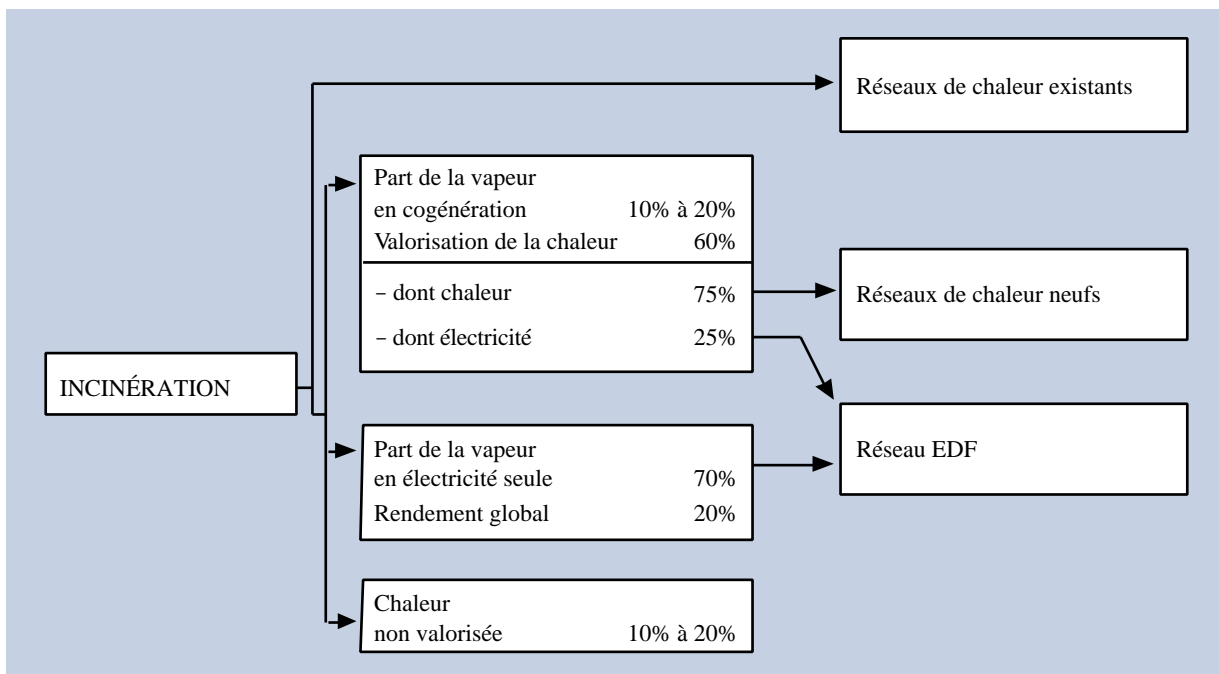 Réseaux de chaleur existants
Part de la vapeur
en cogénération 10% à 20%
Valorisation de la chaleur 60%
– dont chaleur 75%
– dont électricité 25%
Réseaux de chaleur neufs
INCINÉRATION
Part de la vapeur
en électricité seule 70%
Rendement global 20%
Réseau EDF
Chaleur
non valorisée 10% à 20%